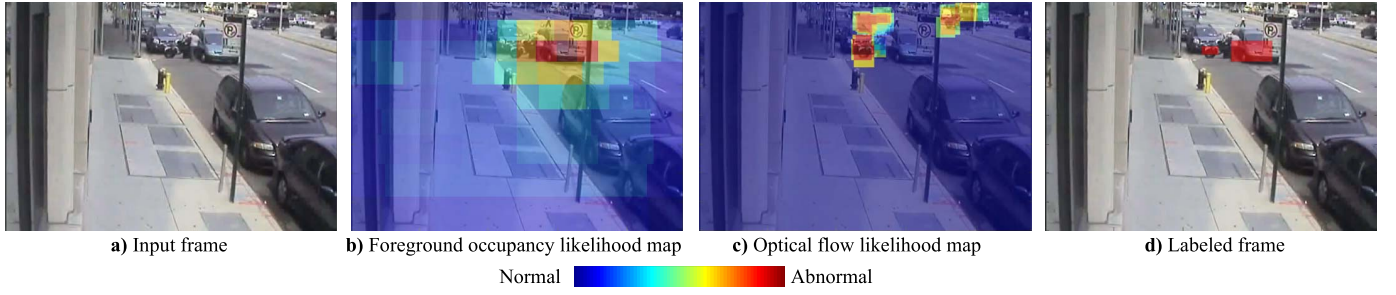 a) Input frame
b) Foreground occupancy likelihood map
c) Optical flow likelihood map
d) Labeled frame
Normal
Abnormal